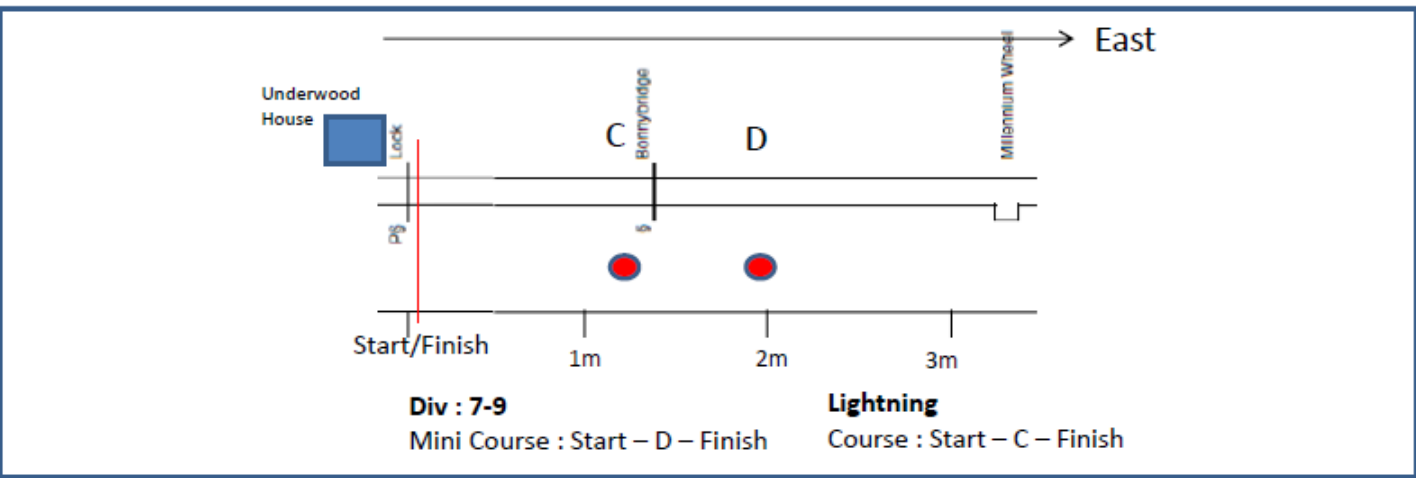 East
Underwood
House
Lock
C
Bonnybridge
D
Millennium Wheel
Pg
g
Start/Finish
1m
2m
3m
Div : 7-9
Mini Course : Start – D – Finish
Lightning
Course : Start – C – Finish